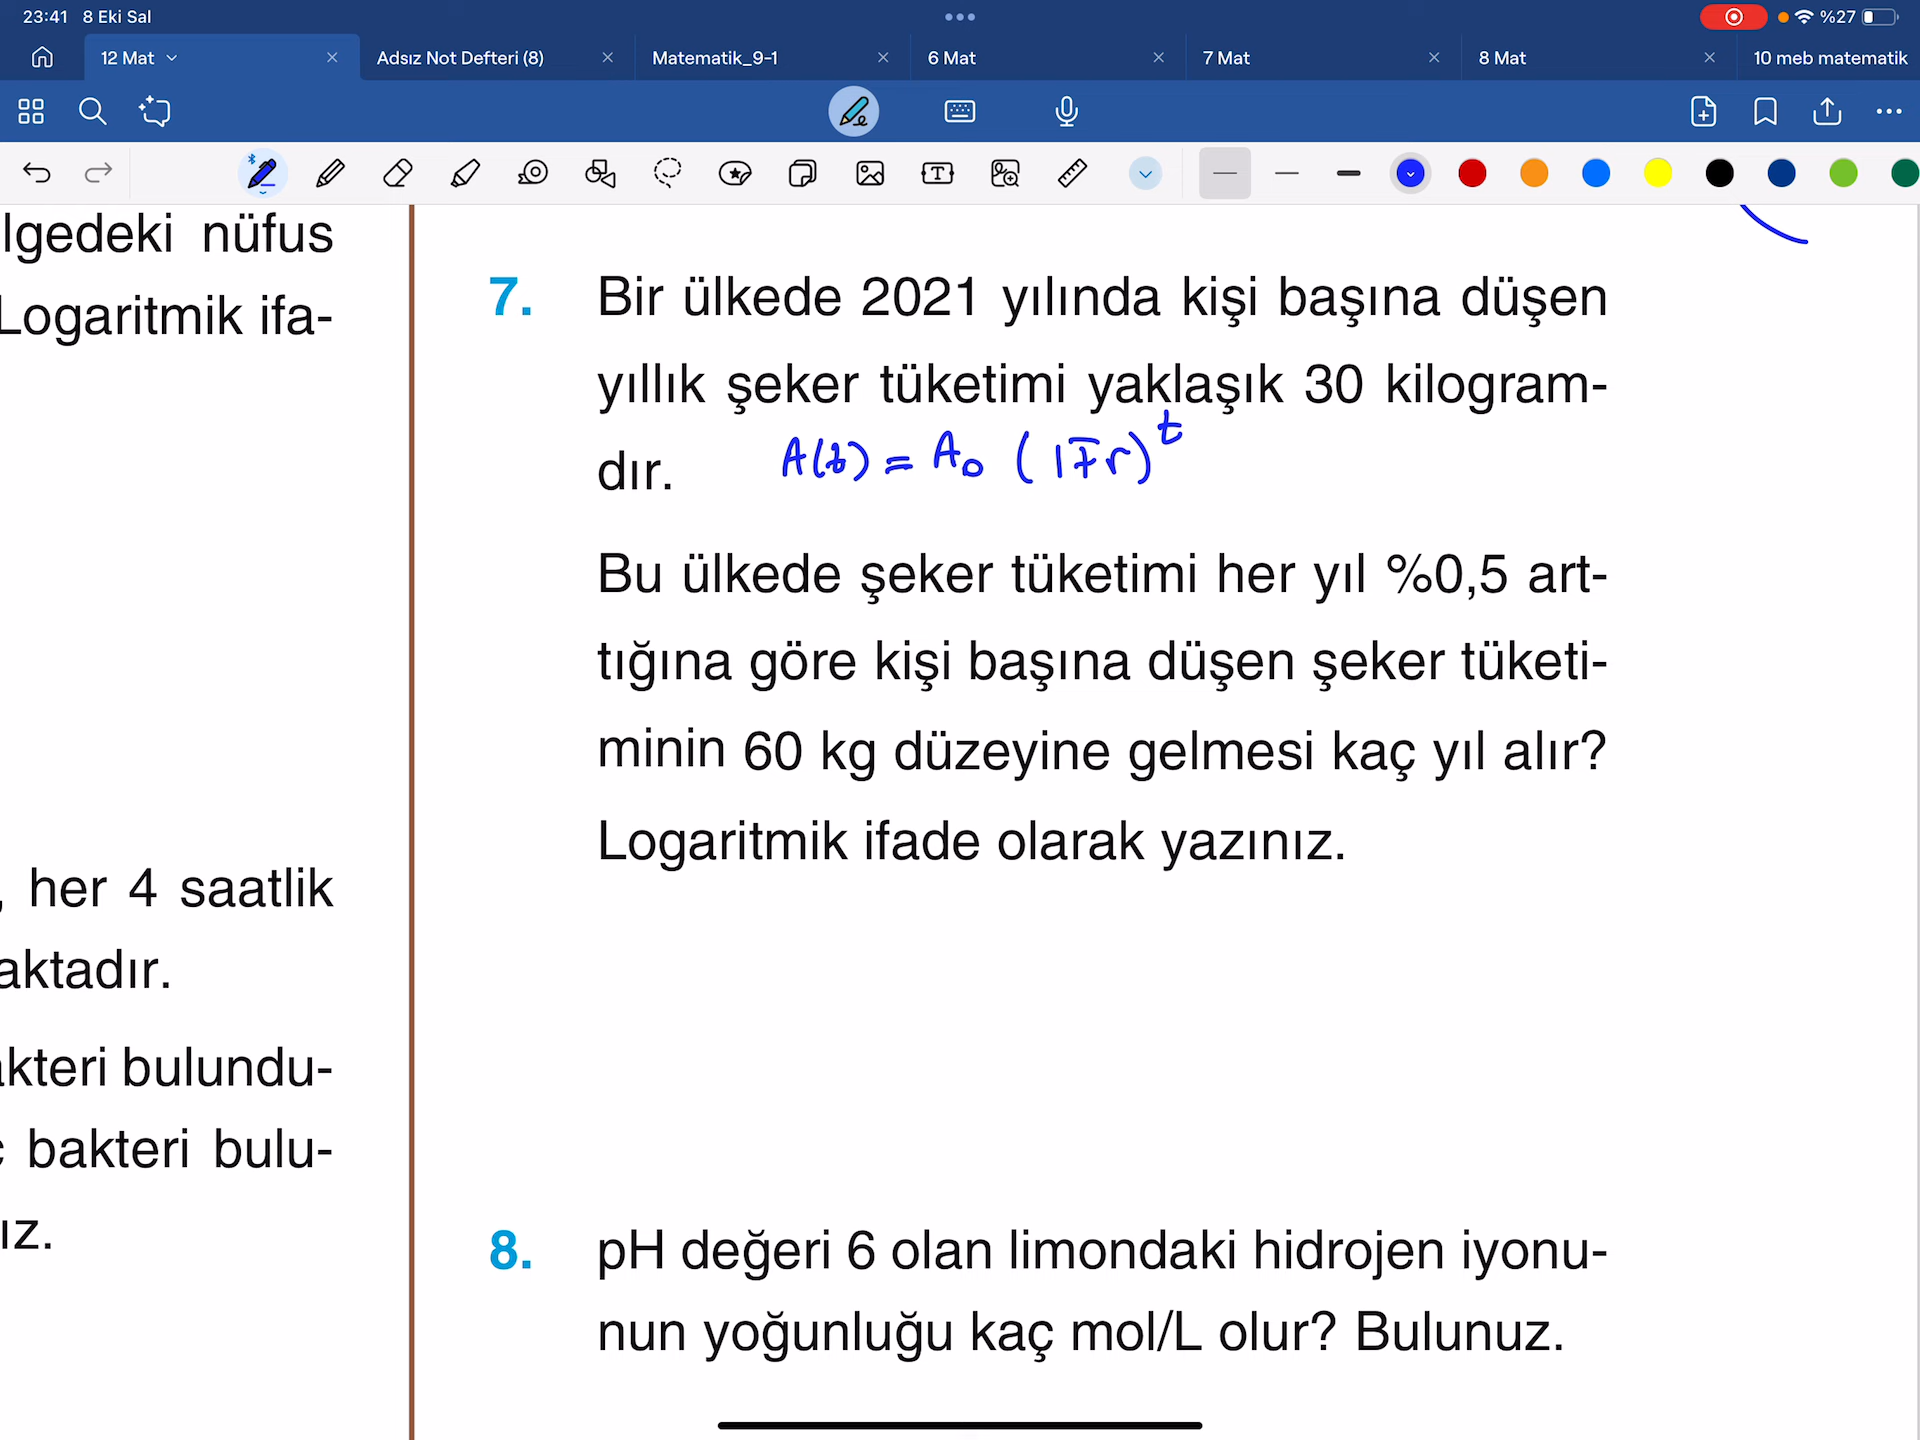 23:41 8 Eki Sal
%27
12 Mat
Adsız Not Defteri (8)
Matematik_9-1
6 Mat
7 Mat
8 Mat
10 meb matematik
lgedeki nüfus
Logaritmik ifa-
, her 4 saatlik
aktadır.
akteri bulundu-
ç bakteri bulu-
ız.
7. Bir ülkede 2021 yılında kişi başına düşen
yıllık şeker tüketimi yaklaşık 30 kilogram-
dır. A(t) = A₀ (1∓r)ᵗ
Bu ülkede şeker tüketimi her yıl %0,5 art-
tığına göre kişi başına düşen şeker tüketi-
minin 60 kg düzeyine gelmesi kaç yıl alır?
Logaritmik ifade olarak yazınız.
8. pH değeri 6 olan limondaki hidrojen iyonu-
nun yoğunluğu kaç mol/L olur? Bulunuz.